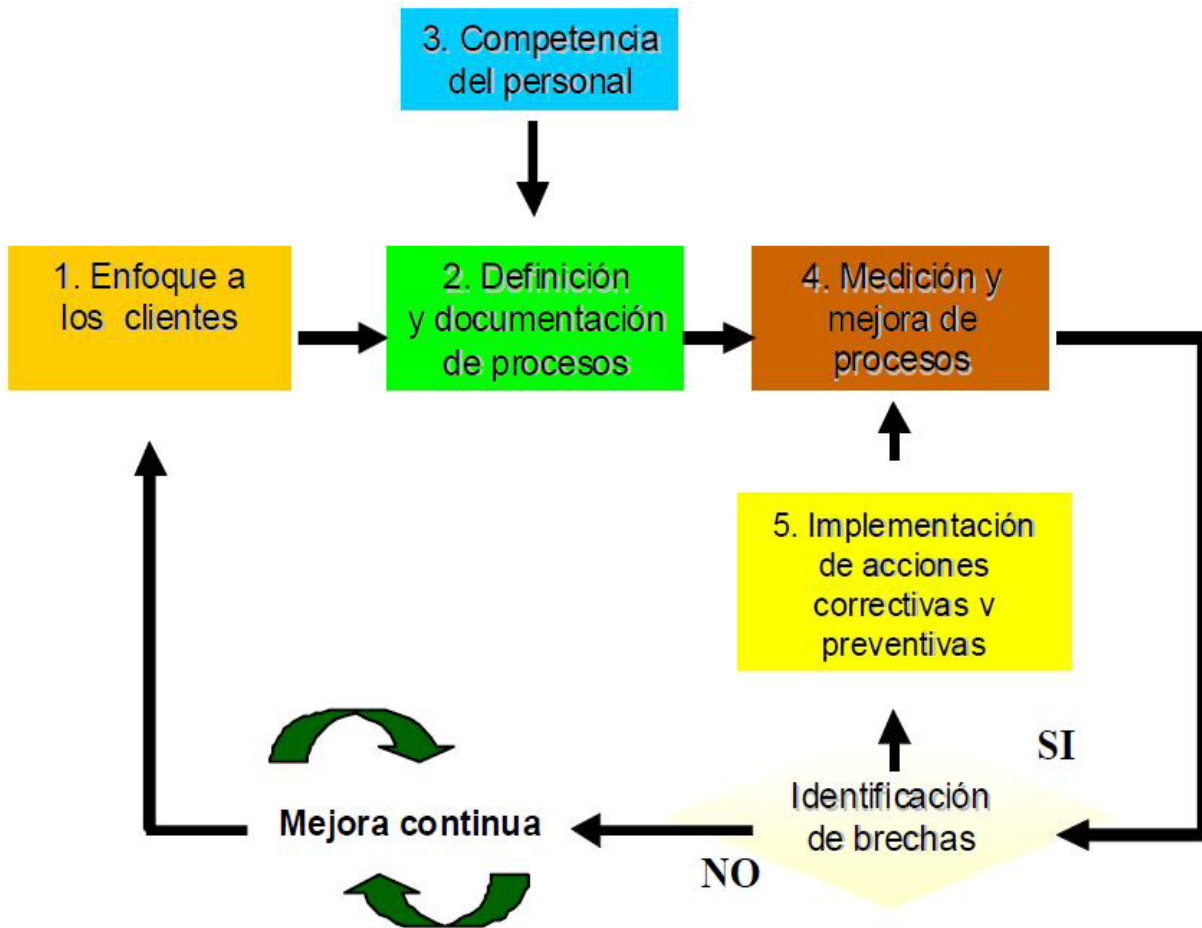 3. Competencia
del personal
1. Enfoque a
los clientes
2. Definición
y documentación
de procesos
4. Medición y
mejora de
procesos
5. Implementación
de acciones
correctivas v
preventivas
SI
Identificación
de brechas
Mejora continua
NO